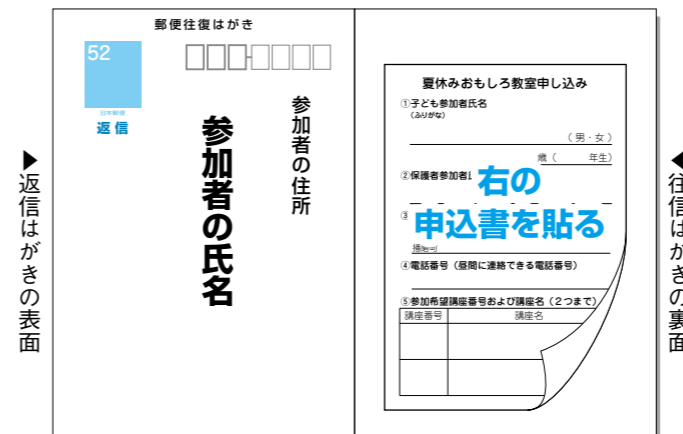 郵便往復はがき
52
日本郵便
返信
参加者の住所
参加者の氏名
▶返信はがきの表面
夏休みおもしろ教室申し込み
①子ども参加者氏名
(ふりがな)
(男・女)
歳( 年生)
②保護者参加者
右の
申込書を貼る
③
④電話番号(昼間に連絡できる電話番号)
⑤参加希望講座番号および講座名(2つまで)
講座番号 講座名
◀往信はがきの裏面